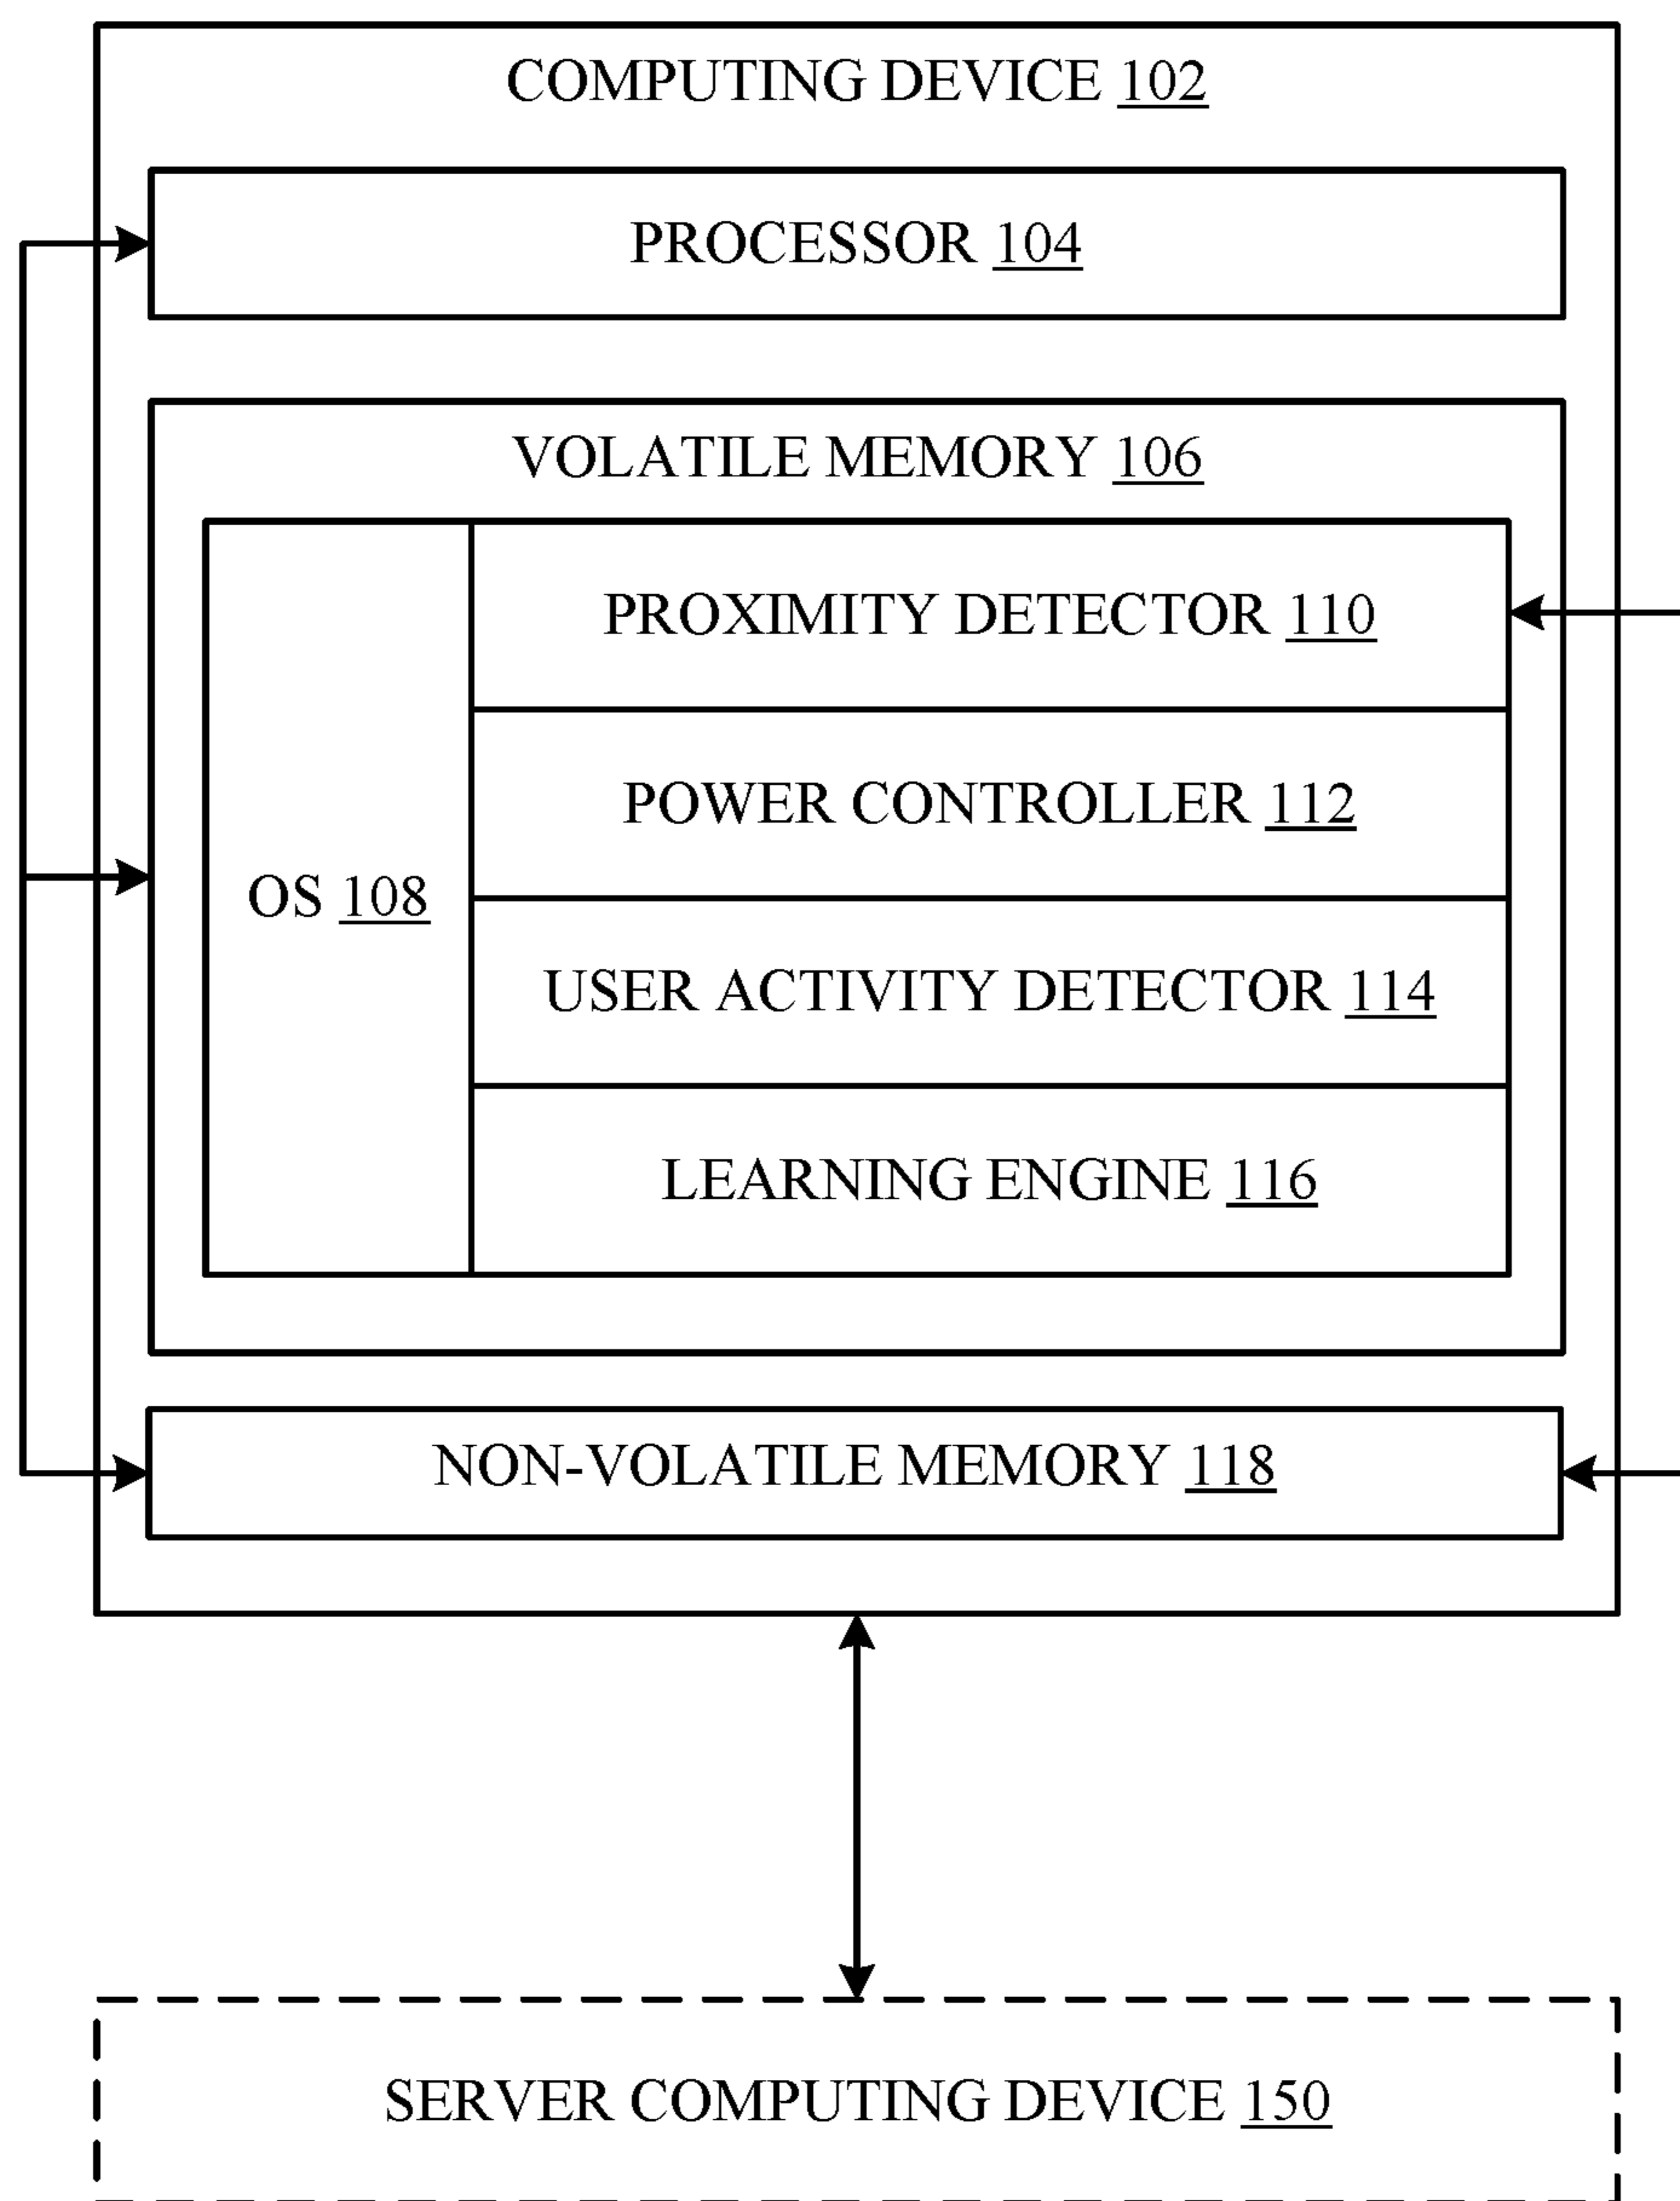 COMPUTING DEVICE 102
PROCESSOR 104
VOLATILE MEMORY 106
OS 108
PROXIMITY DETECTOR 110
POWER CONTROLLER 112
USER ACTIVITY DETECTOR 114
LEARNING ENGINE 116
NON-VOLATILE MEMORY 118
SERVER COMPUTING DEVICE 150